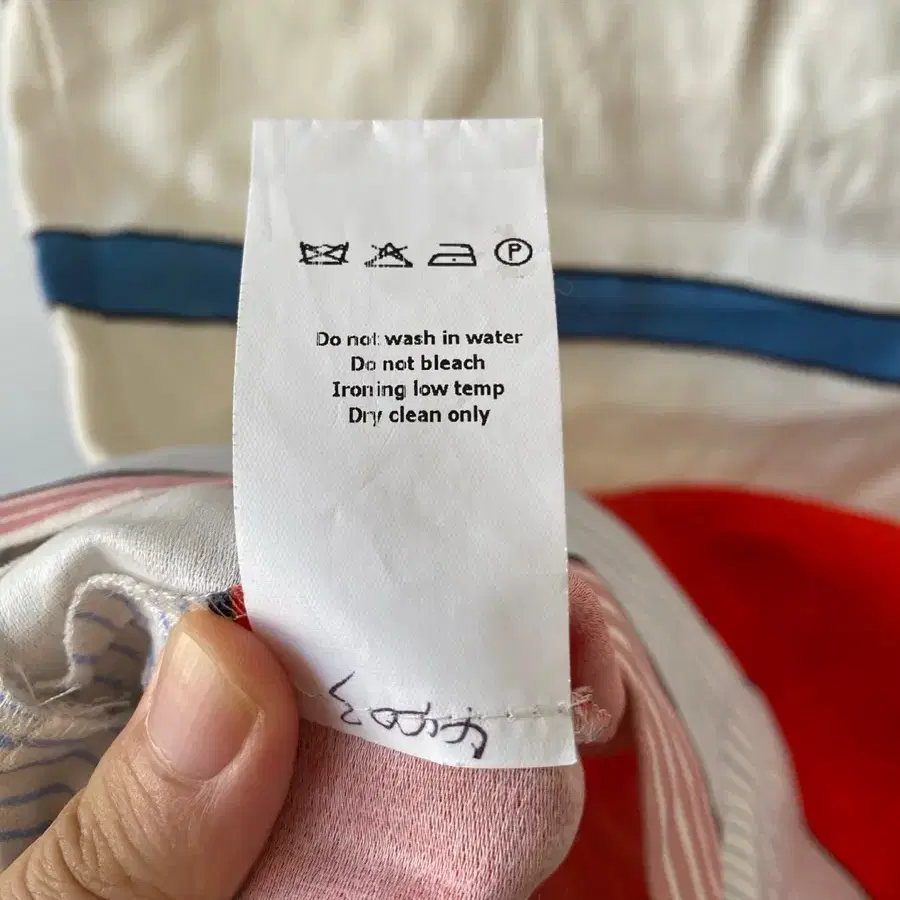 P
Do not wash in water
Do not bleach
Ironing low temp
Dry clean only